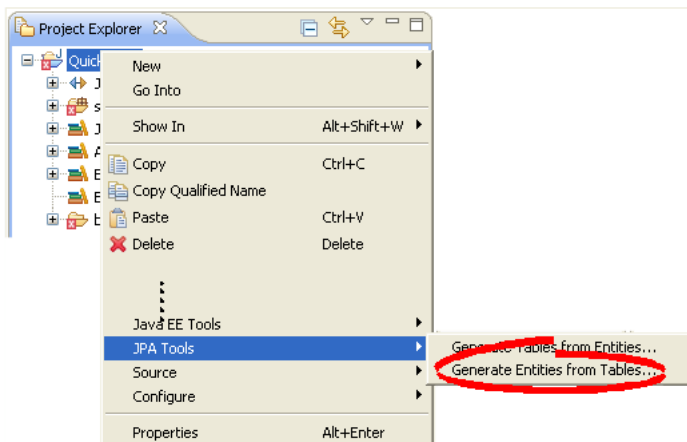 Project Explorer
Quick
J
s
J
A
E
E
b
New
Go Into
Show In Alt+Shift+W
Copy Ctrl+C
Copy Qualified Name
Paste Ctrl+V
Delete Delete
Java EE Tools
JPA Tools
Source
Configure
Properties Alt+Enter
Generate Tables from Entities...
Generate Entities from Tables...